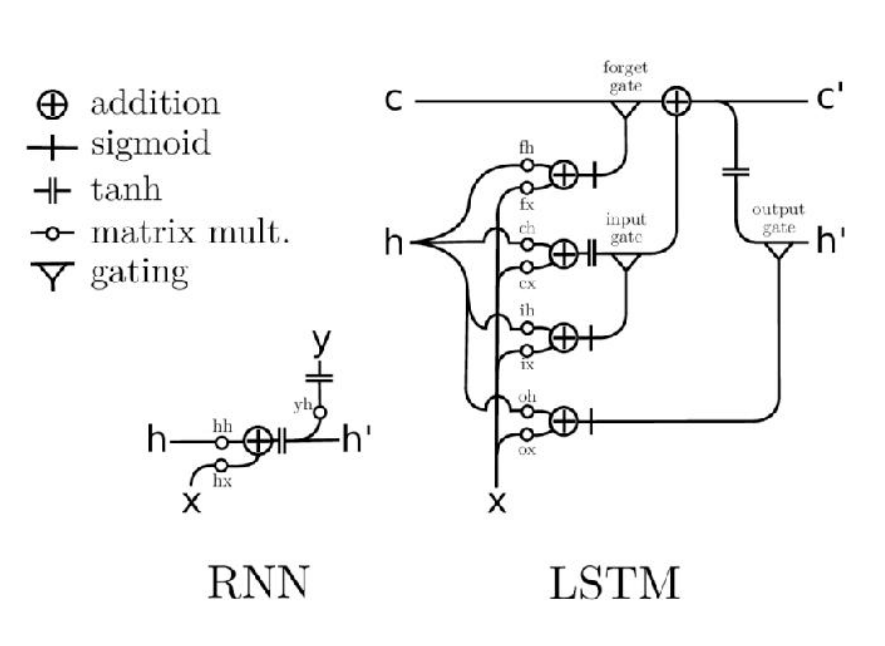 addition
sigmoid
tanh
matrix mult.
gating
y
yh
h
hh
h'
hx
x
RNN
forget
gate
c
c'
fh
fx
input
gate
output
gate
h
ch
h'
cx
ih
ix
oh
ox
x
LSTM